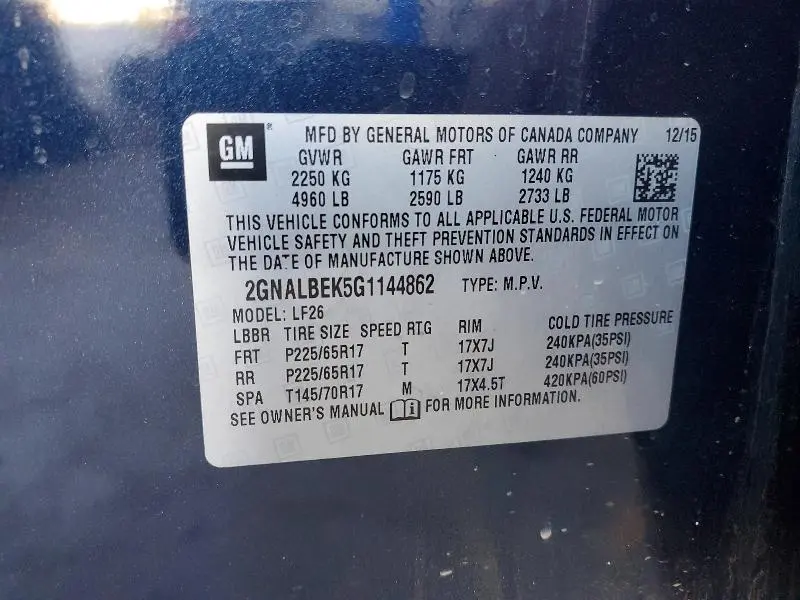 GM
MFD BY GENERAL MOTORS OF CANADA COMPANY 12/15
GVWR GAWR FRT GAWR RR
2250 KG 1175 KG 1240 KG
4960 LB 2590 LB 2733 LB
THIS VEHICLE CONFORMS TO ALL APPLICABLE U.S. FEDERAL MOTOR
VEHICLE SAFETY AND THEFT PREVENTION STANDARDS IN EFFECT ON
THE DATE OF MANUFACTURE SHOWN ABOVE.
2GNALBEK5G1144862 TYPE: M.P.V.
MODEL: LF26
LBBR TIRE SIZE SPEED RTG RIM COLD TIRE PRESSURE
FRT P225/65R17 T 17X7J 240KPA(35PSI)
RR P225/65R17 T 17X7J 240KPA(35PSI)
SPA T145/70R17 M 17X4.5T 420KPA(60PSI)
SEE OWNER'S MANUAL FOR MORE INFORMATION.